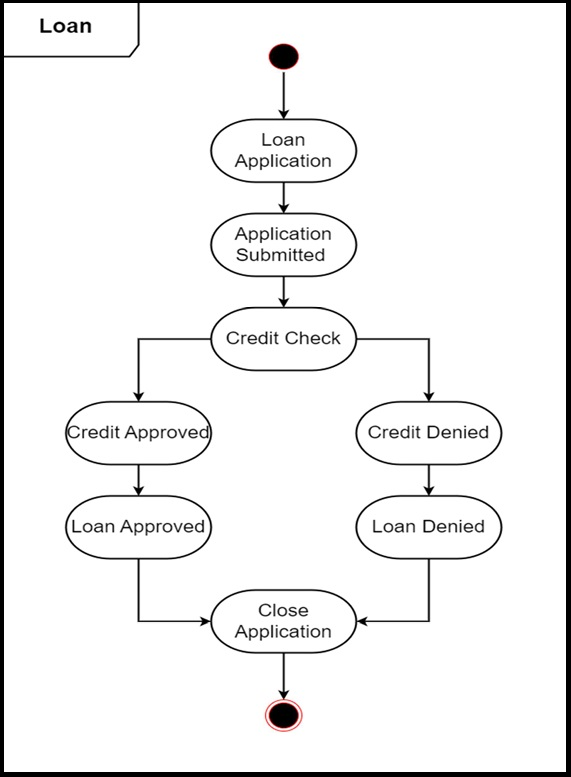 Loan
Loan
Application
Application
Submitted
Credit Check
Credit Approved
Credit Denied
Loan Approved
Loan Denied
Close
Application